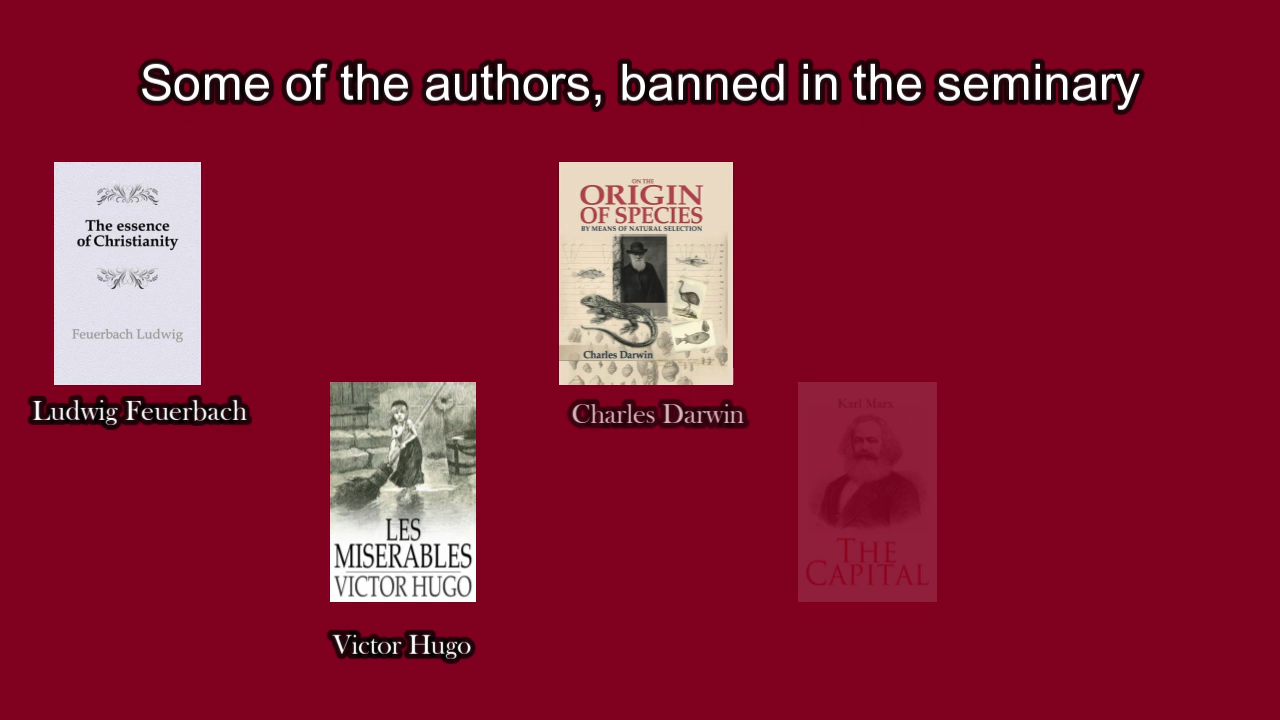 Some of the authors, banned in the seminary
The essence
of Christianity
Feuerbach Ludwig
Ludwig Feuerbach
LES
MISERABLES
VICTOR HUGO
Victor Hugo
ON THE
ORIGIN
OF SPECIES
BY MEANS OF NATURAL SELECTION
Charles Darwin
Charles Darwin
Karl Marx
THE
CAPITAL